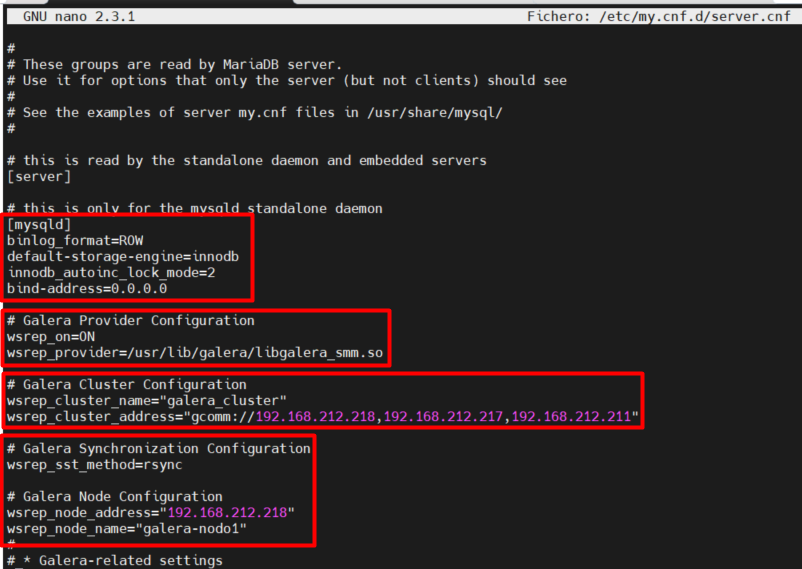 GNU nano 2.3.1 Fichero: /etc/my.cnf.d/server.cnf
#
# These groups are read by MariaDB server.
# Use it for options that only the server (but not clients) should see
#
# See the examples of server my.cnf files in /usr/share/mysql/
#
# this is read by the standalone daemon and embedded servers
[server]
# this is only for the mysqld standalone daemon
[mysqld]
binlog_format=ROW
default-storage-engine=innodb
innodb_autoinc_lock_mode=2
bind-address=0.0.0.0
# Galera Provider Configuration
wsrep_on=ON
wsrep_provider=/usr/lib/galera/libgalera_smm.so
# Galera Cluster Configuration
wsrep_cluster_name="galera_cluster"
wsrep_cluster_address="gcomm://192.168.212.218,192.168.212.217,192.168.212.211"
# Galera Synchronization Configuration
wsrep_sst_method=rsync
# Galera Node Configuration
wsrep_node_address="192.168.212.218"
wsrep_node_name="galera-nodo1"
#
# * Galera-related settings